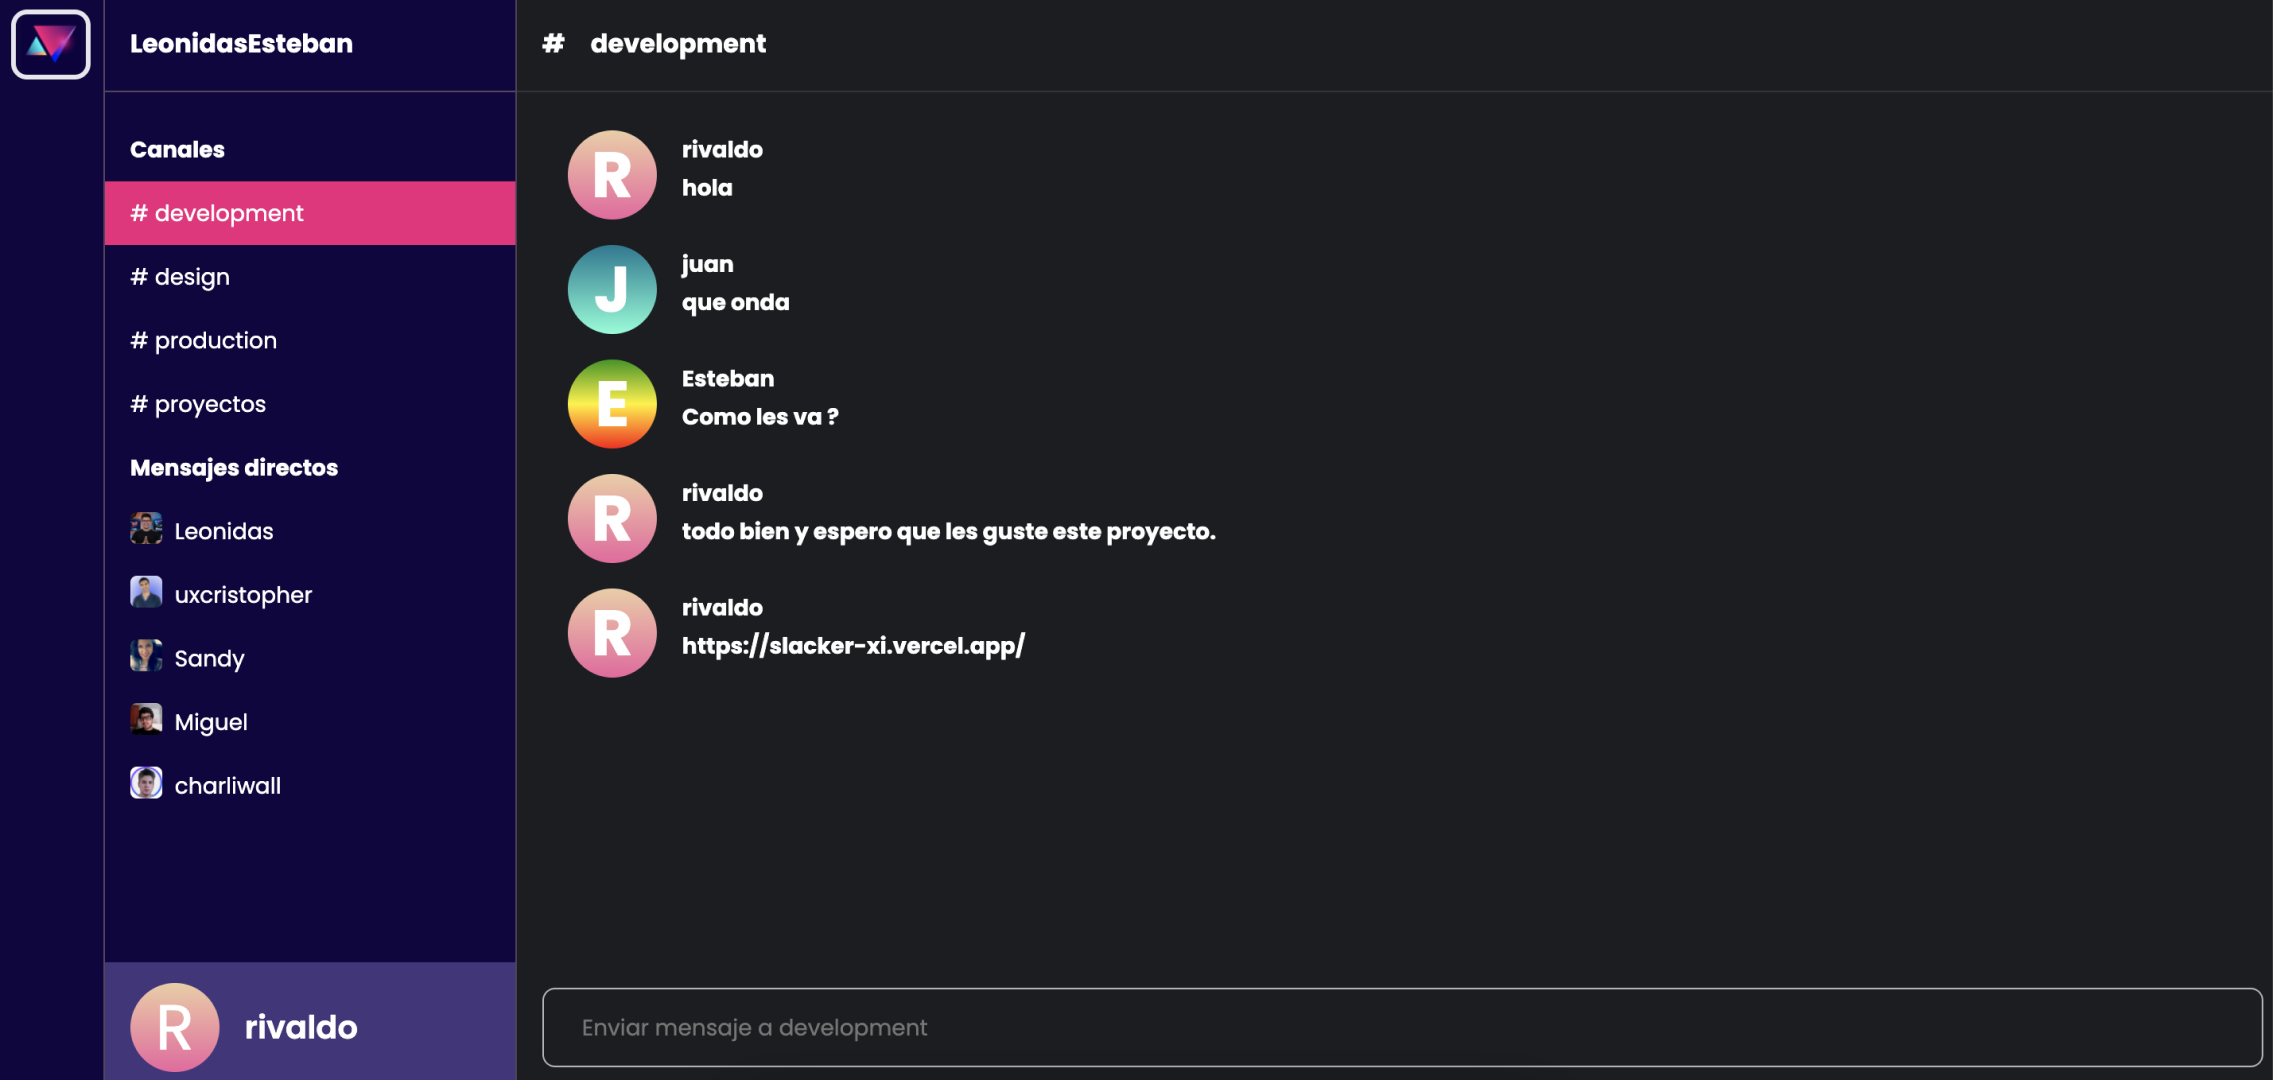 LeonidasEsteban
Canales
# development
# design
# production
# proyectos
Mensajes directos
Leonidas
uxcristopher
Sandy
Miguel
charliwall
R rivaldo
# development
R
rivaldo
hola
J
juan
que onda
E
Esteban
Como les va ?
R
rivaldo
todo bien y espero que les guste este proyecto.
R
rivaldo
https://slacker-xi.vercel.app/
Enviar mensaje a development